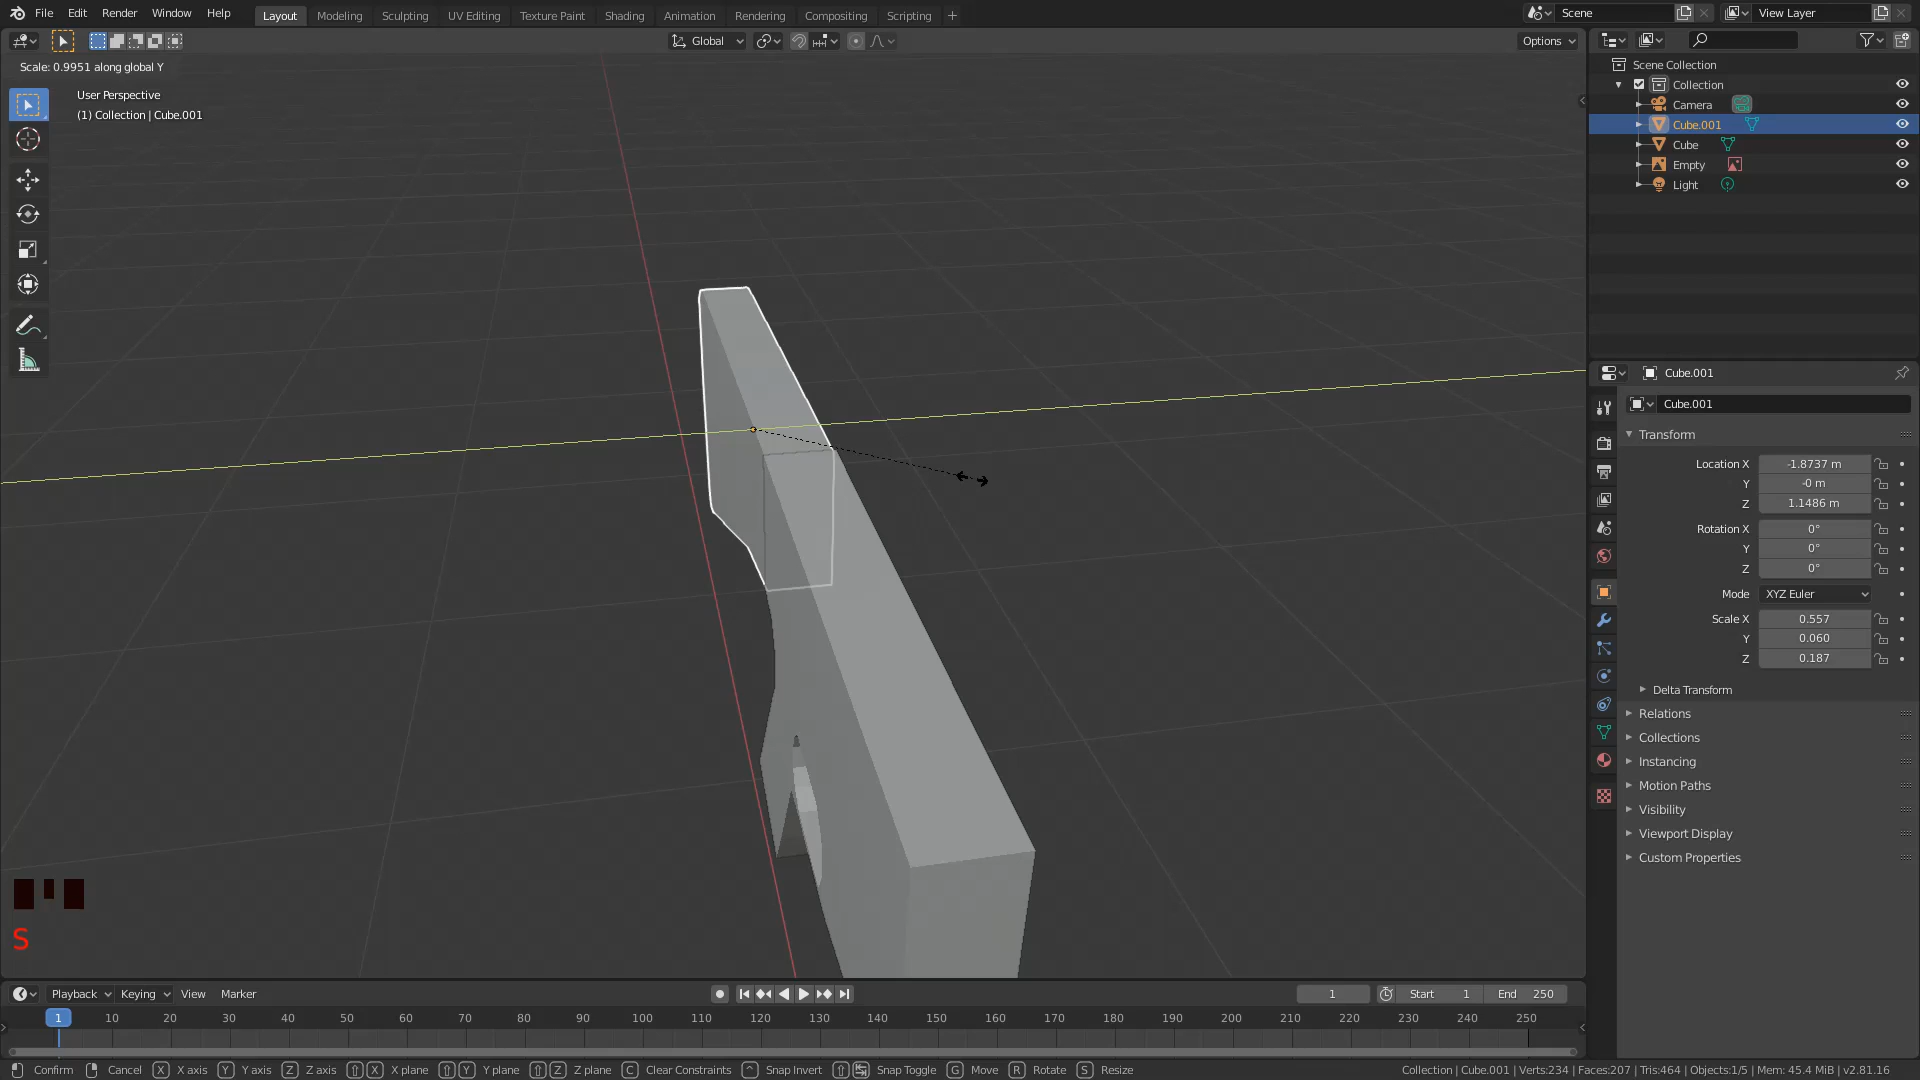 File Edit Render Window Help Layout Modeling Sculpting UV Editing Texture Paint Shading Animation Rendering Compositing Scripting + Scene View Layer
Global Options
Scale: 0.9951 along global Y
User Perspective
(1) Collection | Cube.001
Scene Collection
Collection
Camera
Cube.001
Cube
Empty
Light
Cube.001
Cube.001
Transform
Location X -1.8737 m
Y -0 m
Z 1.1486 m
Rotation X 0°
Y 0°
Z 0°
Mode XYZ Euler
Scale X 0.557
Y 0.060
Z 0.187
Delta Transform
Relations
Collections
Instancing
Motion Paths
Visibility
Viewport Display
Custom Properties
S
Playback Keying View Marker 1 Start 1 End 250
1 10 20 30 40 50 60 70 80 90 100 110 120 130 140 150 160 170 180 190 200 210 220 230 240 250
Confirm Cancel X X axis Y Y axis Z Z axis X X plane Y Y plane Z Z plane C Clear Constraints ^ Snap Invert Snap Toggle G Move R Rotate S Resize Collection | Cube.001 | Verts:234 | Faces:207 | Tris:464 | Objects:1/5 | Mem: 45.4 MiB | v2.81.16